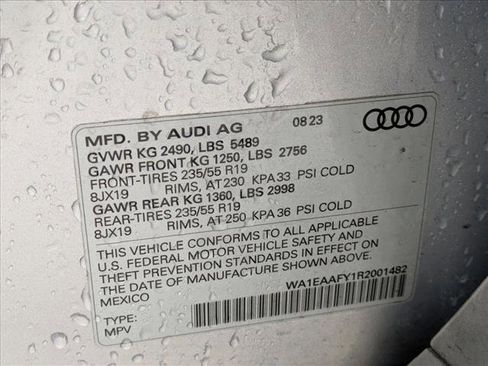 MFD. BY AUDI AG 08 23
GVWR KG 2490, LBS 5489
GAWR FRONT KG 1250, LBS 2756
FRONT-TIRES 235/55 R19
8JX19 RIMS, AT 230 KPA 33 PSI COLD
GAWR REAR KG 1360, LBS 2998
REAR-TIRES 235/55 R19
8JX19 RIMS, AT 250 KPA 36 PSI COLD
THIS VEHICLE CONFORMS TO ALL APPLICABLE
U.S. FEDERAL MOTOR VEHICLE SAFETY AND
THEFT PREVENTION STANDARDS IN EFFECT ON
THE DATE OF MANUFACTURE SHOWN ABOVE.
MEXICO
WA1EAAFY1R2001482
TYPE:
MPV